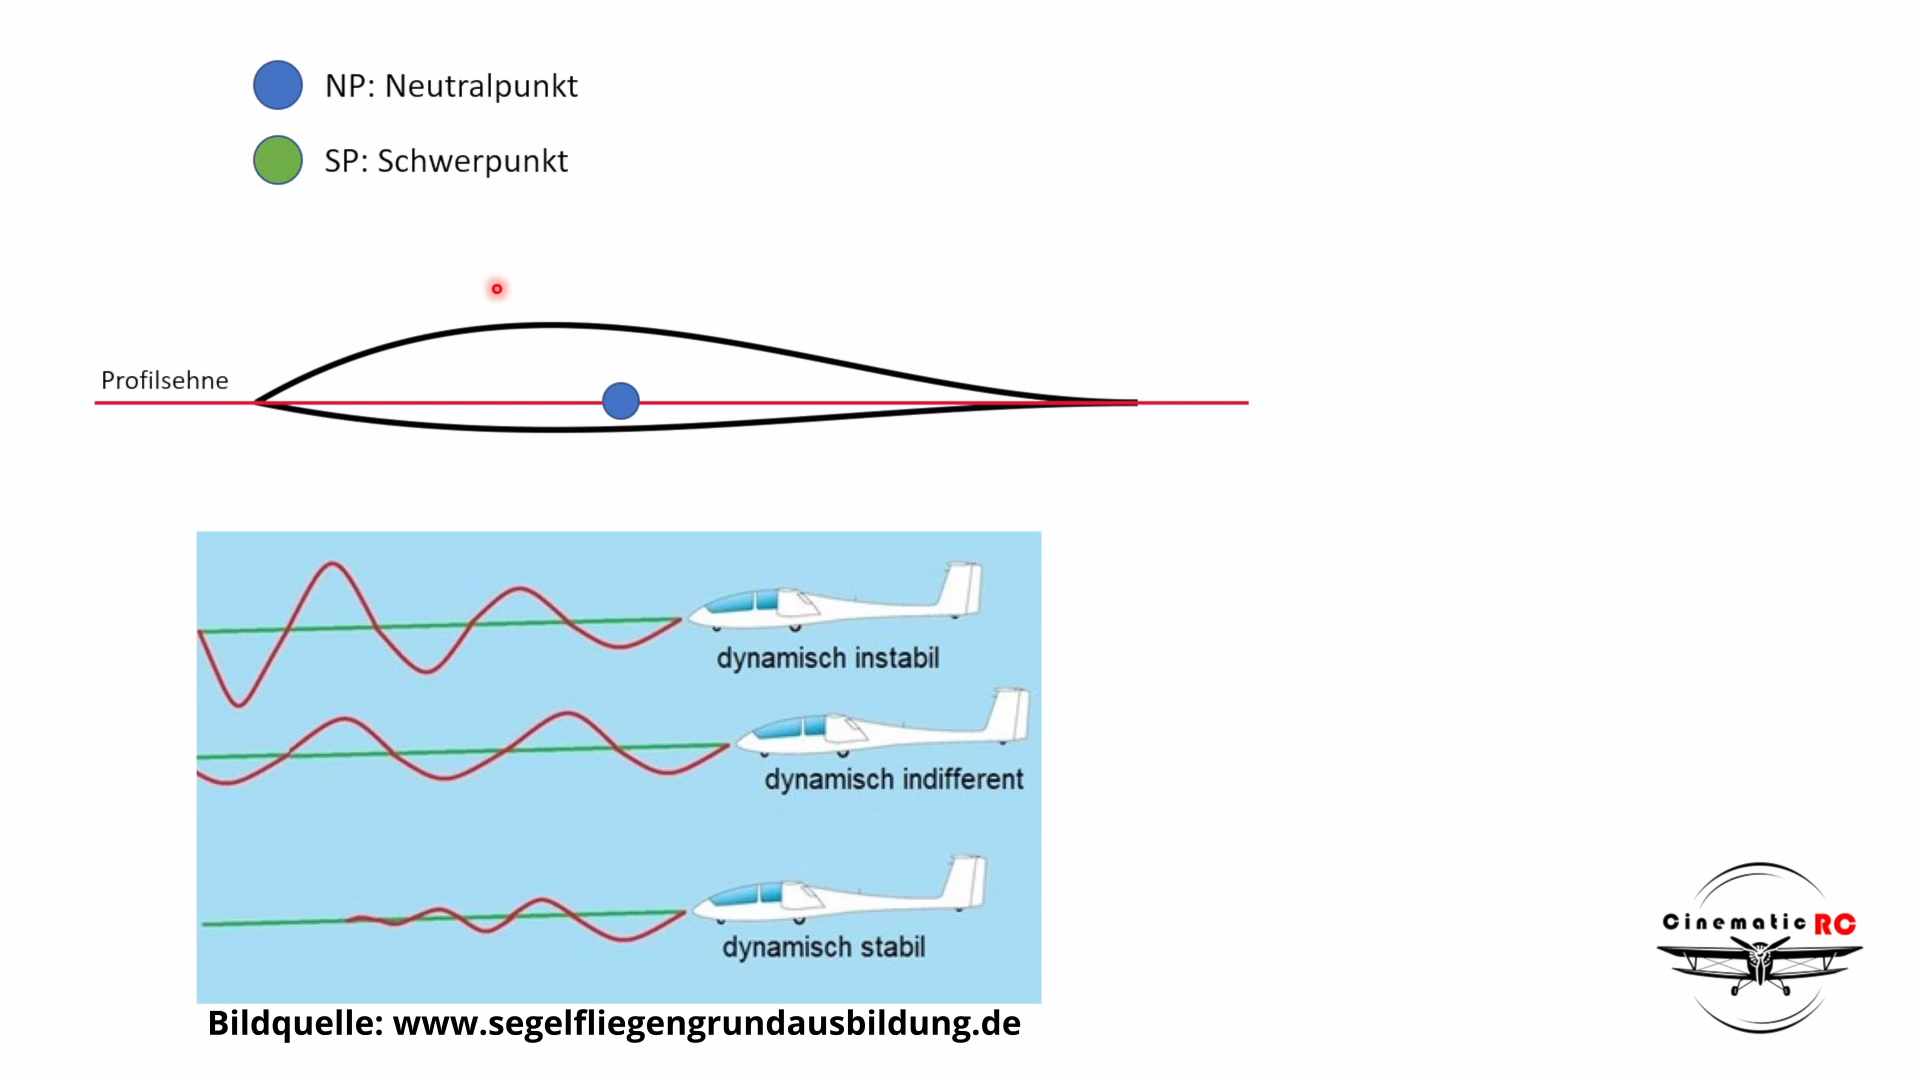 NP: Neutralpunkt
SP: Schwerpunkt
Profilsehne
dynamisch instabil
dynamisch indifferent
dynamisch stabil
Bildquelle: www.segelfliegengrundausbildung.de
Cinematic RC